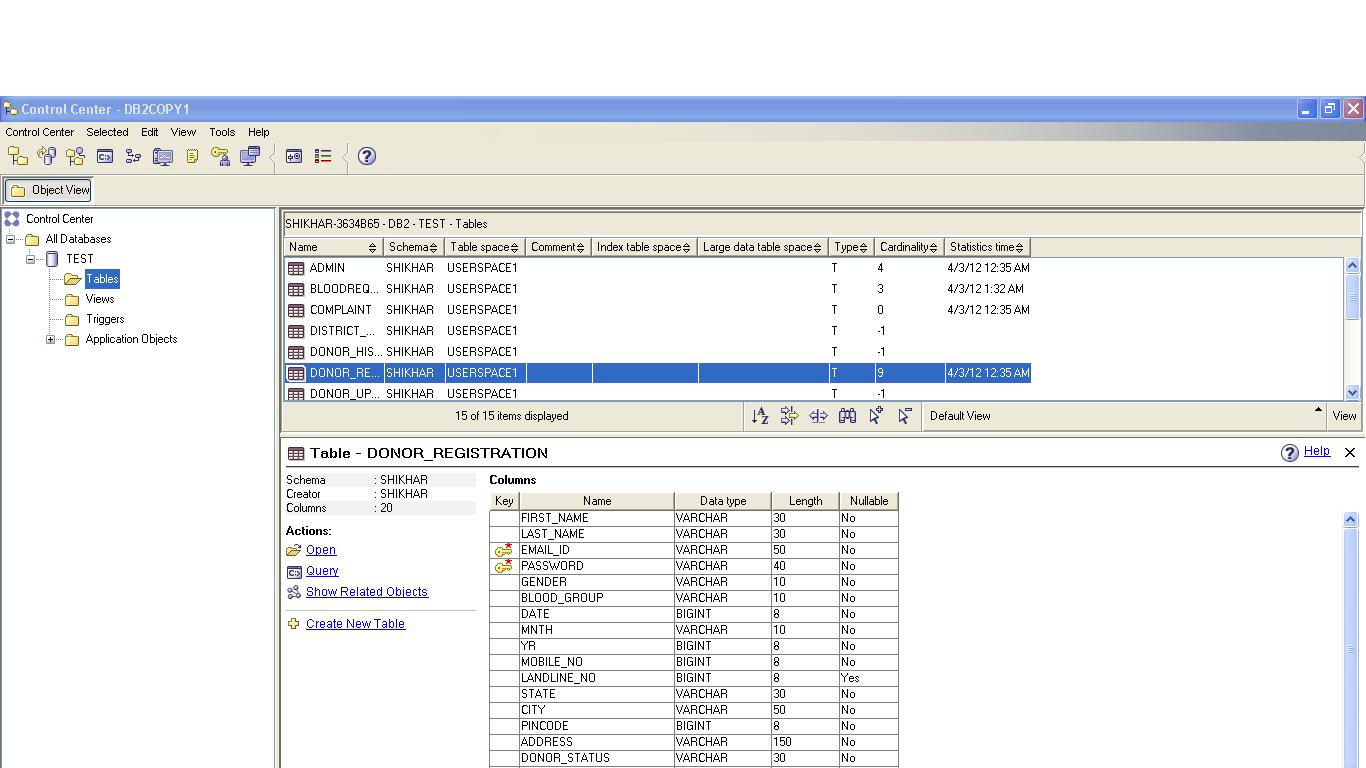 Control Center - DB2COPY1
Control Center Selected Edit View Tools Help
Object View
Control Center
All Databases
TEST
Tables
Views
Triggers
Application Objects
SHIKHAR-3634B65 - DB2 - TEST - Tables
Name Schema Table space Comment Index table space Large data table space Type Cardinality Statistics time
ADMIN SHIKHAR USERSPACE1 T 4 4/3/12 12:35 AM
BLOODREQ... SHIKHAR USERSPACE1 T 3 4/3/12 1:32 AM
COMPLAINT SHIKHAR USERSPACE1 T 0 4/3/12 12:35 AM
DISTRICT_... SHIKHAR USERSPACE1 T -1
DONOR_HIS... SHIKHAR USERSPACE1 T -1
DONOR_RE... SHIKHAR USERSPACE1 T 9 4/3/12 12:35 AM
DONOR_UP... SHIKHAR USERSPACE1 T -1
15 of 15 items displayed Default View View
Table - DONOR_REGISTRATION Help
Schema : SHIKHAR
Creator : SHIKHAR
Columns : 20
Actions:
Open
Query
Show Related Objects
Create New Table
Columns
Key Name Data type Length Nullable
FIRST_NAME VARCHAR 30 No
LAST_NAME VARCHAR 30 No
EMAIL_ID VARCHAR 50 No
PASSWORD VARCHAR 40 No
GENDER VARCHAR 10 No
BLOOD_GROUP VARCHAR 10 No
DATE BIGINT 8 No
MNTH VARCHAR 10 No
YR BIGINT 8 No
MOBILE_NO BIGINT 8 No
LANDLINE_NO BIGINT 8 Yes
STATE VARCHAR 30 No
CITY VARCHAR 50 No
PINCODE BIGINT 8 No
ADDRESS VARCHAR 150 No
DONOR_STATUS VARCHAR 30 No